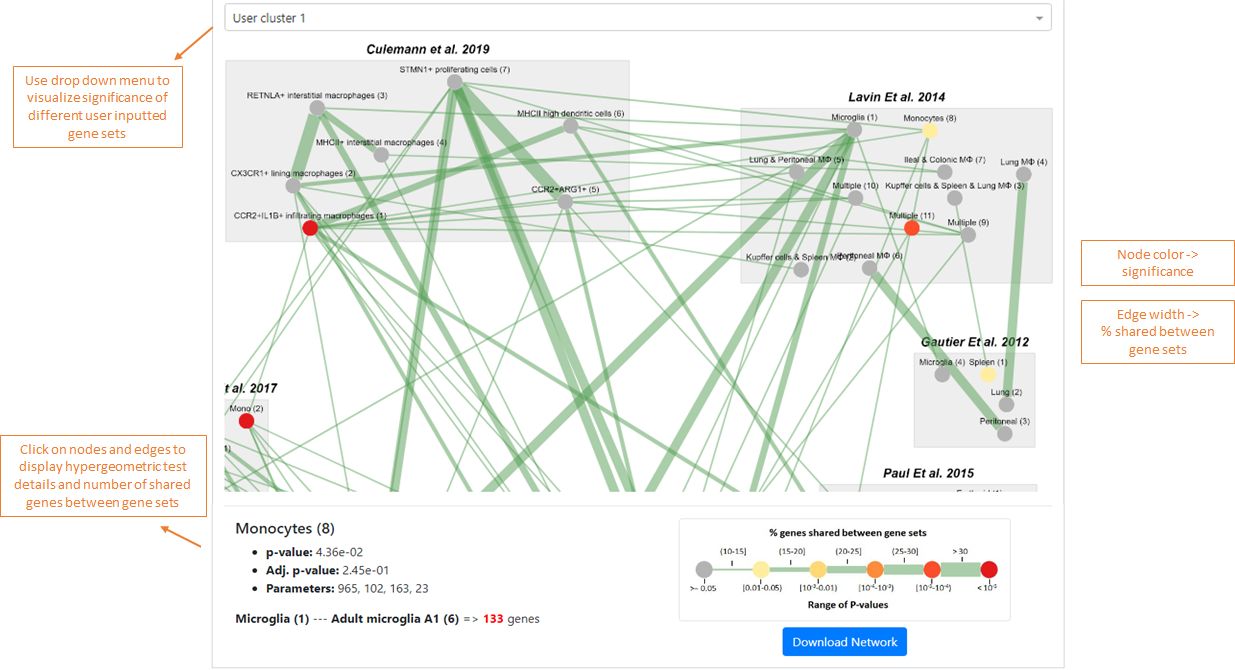 User cluster 1
Culemann et al. 2019
STMN1+ proliferating cells (7)
Use drop down menu to
visualize significance of
different user inputted
gene sets
RETNLA+ interstitial macrophages (3)
MHCII high dendritic cells (6)
MHCII+ interstitial macrophages (4)
CX3CR1+ lining macrophages (2)
CCR2+ARG1+ (5)
CCR2+IL1B+ infiltrating macrophages (1)
Lavin Et al. 2014
Microglia (1)
Monocytes (8)
Lung & Peritoneal MΦ (5)
Ileal & Colonic MΦ (7)
Lung MΦ (4)
Multiple (10)
Kupffer cells & Spleen & Lung MΦ (3)
Multiple (11)
Multiple (9)
Kupffer cells & Spleen MΦ (2)
Peritoneal MΦ (6)
Node color ->
significance
Edge width ->
% shared between
gene sets
Gautier Et al. 2012
Microglia (4)
Spleen (1)
Lung (2)
Peritoneal (3)
t al. 2017
Mono (2)
Paul Et al. 2015
Click on nodes and edges to
display hypergeometric test
details and number of shared
genes between gene sets
Monocytes (8)
• p-value: 4.36e-02
• Adj. p-value: 2.45e-01
• Parameters: 965, 102, 163, 23
Microglia (1) --- Adult microglia A1 (6) => 133 genes
% genes shared between gene sets
(10-15] (15-20] (20-25] (25-30] > 30
>= 0.05 [0.01-0.05) [10⁻³-0.01) [10⁻⁴-10⁻³) [10⁻⁵-10⁻⁴) < 10⁻⁵
Range of P-values
Download Network